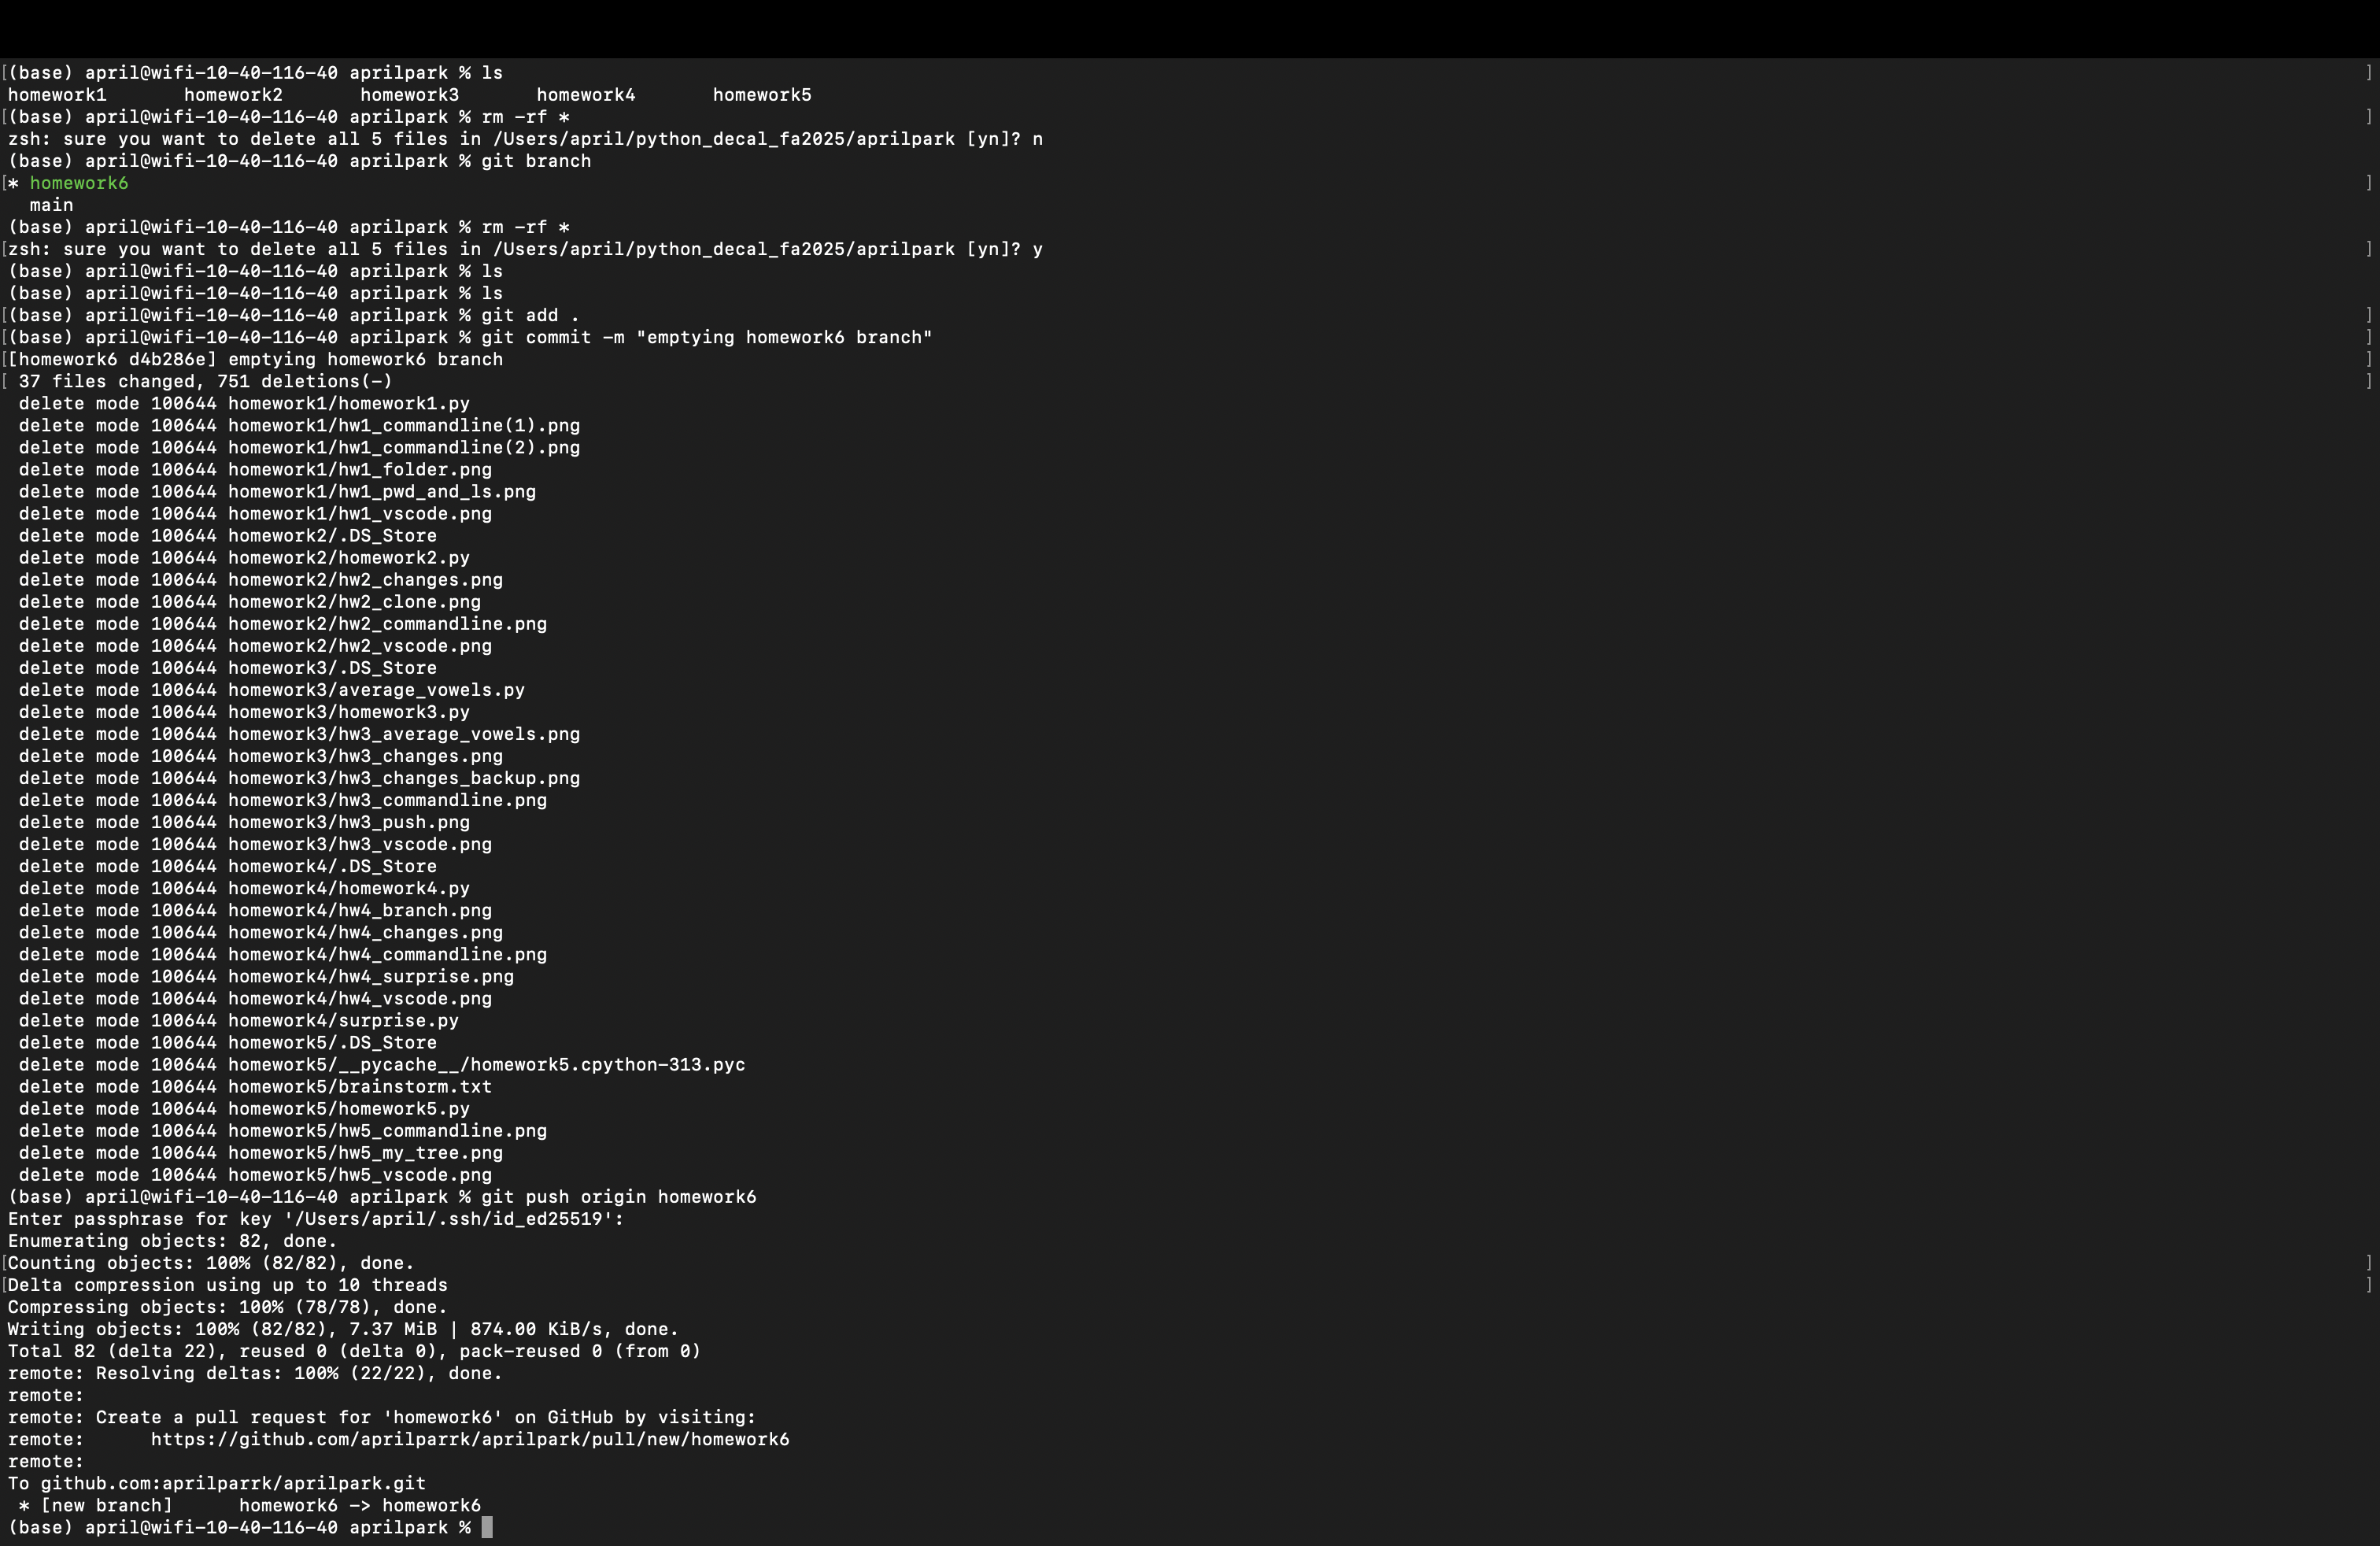 [(base) april@wifi-10-40-116-40 aprilpark % ls ]
homework1 homework2 homework3 homework4 homework5
[(base) april@wifi-10-40-116-40 aprilpark % rm -rf * ]
zsh: sure you want to delete all 5 files in /Users/april/python_decal_fa2025/aprilpark [yn]? n
(base) april@wifi-10-40-116-40 aprilpark % git branch
[* homework6 ]
main
(base) april@wifi-10-40-116-40 aprilpark % rm -rf *
[zsh: sure you want to delete all 5 files in /Users/april/python_decal_fa2025/aprilpark [yn]? y ]
(base) april@wifi-10-40-116-40 aprilpark % ls
(base) april@wifi-10-40-116-40 aprilpark % ls
[(base) april@wifi-10-40-116-40 aprilpark % git add . ]
[(base) april@wifi-10-40-116-40 aprilpark % git commit -m "emptying homework6 branch" ]
[[homework6 d4b286e] emptying homework6 branch ]
[ 37 files changed, 751 deletions(-) ]
delete mode 100644 homework1/homework1.py
delete mode 100644 homework1/hw1_commandline(1).png
delete mode 100644 homework1/hw1_commandline(2).png
delete mode 100644 homework1/hw1_folder.png
delete mode 100644 homework1/hw1_pwd_and_ls.png
delete mode 100644 homework1/hw1_vscode.png
delete mode 100644 homework2/.DS_Store
delete mode 100644 homework2/homework2.py
delete mode 100644 homework2/hw2_changes.png
delete mode 100644 homework2/hw2_clone.png
delete mode 100644 homework2/hw2_commandline.png
delete mode 100644 homework2/hw2_vscode.png
delete mode 100644 homework3/.DS_Store
delete mode 100644 homework3/average_vowels.py
delete mode 100644 homework3/homework3.py
delete mode 100644 homework3/hw3_average_vowels.png
delete mode 100644 homework3/hw3_changes.png
delete mode 100644 homework3/hw3_changes_backup.png
delete mode 100644 homework3/hw3_commandline.png
delete mode 100644 homework3/hw3_push.png
delete mode 100644 homework3/hw3_vscode.png
delete mode 100644 homework4/.DS_Store
delete mode 100644 homework4/homework4.py
delete mode 100644 homework4/hw4_branch.png
delete mode 100644 homework4/hw4_changes.png
delete mode 100644 homework4/hw4_commandline.png
delete mode 100644 homework4/hw4_surprise.png
delete mode 100644 homework4/hw4_vscode.png
delete mode 100644 homework4/surprise.py
delete mode 100644 homework5/.DS_Store
delete mode 100644 homework5/__pycache__/homework5.cpython-313.pyc
delete mode 100644 homework5/brainstorm.txt
delete mode 100644 homework5/homework5.py
delete mode 100644 homework5/hw5_commandline.png
delete mode 100644 homework5/hw5_my_tree.png
delete mode 100644 homework5/hw5_vscode.png
(base) april@wifi-10-40-116-40 aprilpark % git push origin homework6
Enter passphrase for key '/Users/april/.ssh/id_ed25519':
Enumerating objects: 82, done.
[Counting objects: 100% (82/82), done. ]
[Delta compression using up to 10 threads ]
Compressing objects: 100% (78/78), done.
Writing objects: 100% (82/82), 7.37 MiB | 874.00 KiB/s, done.
Total 82 (delta 22), reused 0 (delta 0), pack-reused 0 (from 0)
remote: Resolving deltas: 100% (22/22), done.
remote:
remote: Create a pull request for 'homework6' on GitHub by visiting:
remote: https://github.com/aprilparrk/aprilpark/pull/new/homework6
remote:
To github.com:aprilparrk/aprilpark.git
* [new branch] homework6 -> homework6
(base) april@wifi-10-40-116-40 aprilpark %